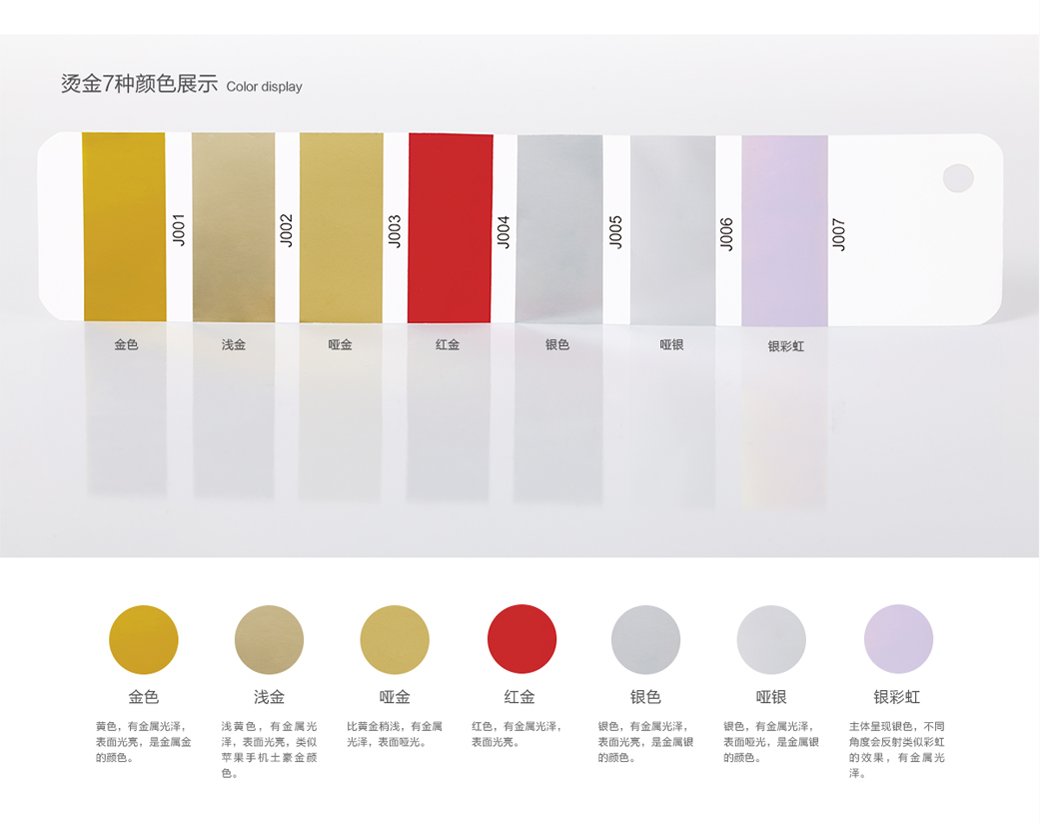 烫金7种颜色展示 Color display
J001
J002
J003
J004
J005
J006
J007
金色
浅金
哑金
红金
银色
哑银
银彩虹
金色
浅金
哑金
红金
银色
哑银
银彩虹
黄色，有金属光泽，
表面光亮，是金属金
的颜色。
浅黄色，有金属光
泽，表面光亮，类似
苹果手机土豪金颜
色。
比黄金稍浅，有金属
光泽，表面哑光。
红色，有金属光泽，
表面光亮。
银色，有金属光泽，
表面光亮，是金属银
的颜色。
银色，有金属光泽，
表面哑光，是金属银
的颜色。
主体呈现银色，不同
角度会反射类似彩虹
的效果，有金属光
泽。